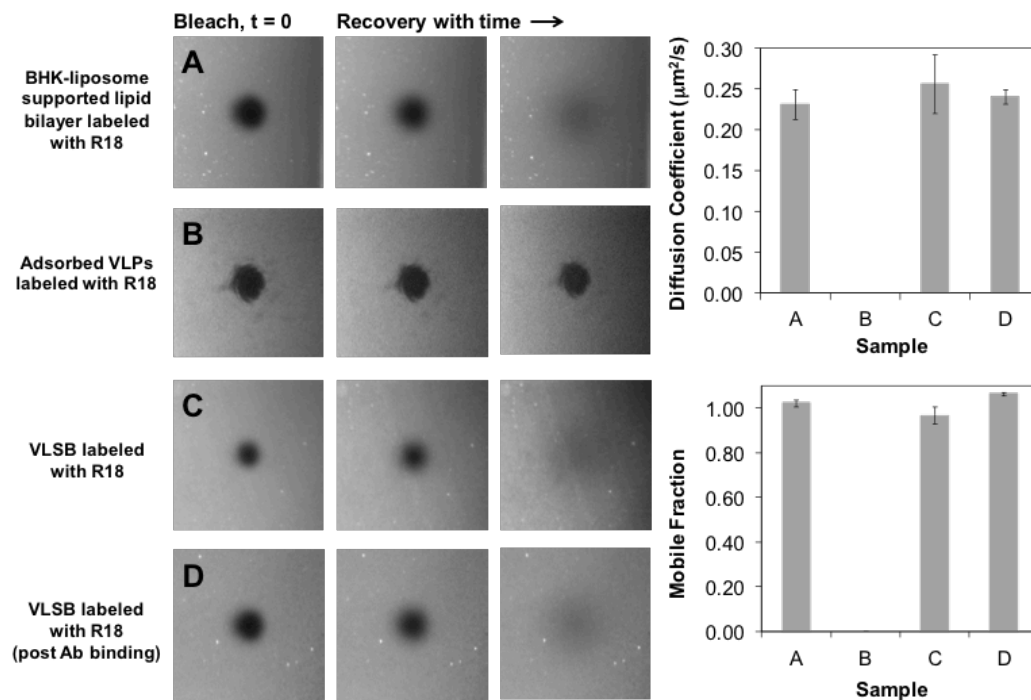 Bleach, t = 0
Recovery with time →
A
BHK-liposome
supported lipid
bilayer labeled
with R18
B
Adsorbed VLPs
labeled with R18
C
VLSB labeled
with R18
D
VLSB labeled
with R18
(post Ab binding)
Diffusion Coefficient (μm²/s)
0.30
0.25
0.20
0.15
0.10
0.05
0.00
A B C D
Sample
Mobile Fraction
1.00
0.80
0.60
0.40
0.20
0.00
A B C D
Sample